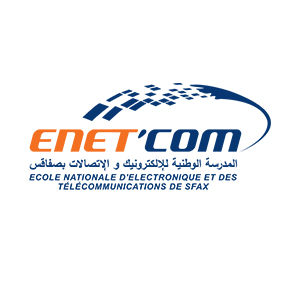 ENET'COM
المدرسة الوطنية للإلكترونيك و الإتصالات بصفاقس
ECOLE NATIONALE D'ELECTRONIQUE ET DES
TÉLÉCOMMUNICATIONS DE SFAX